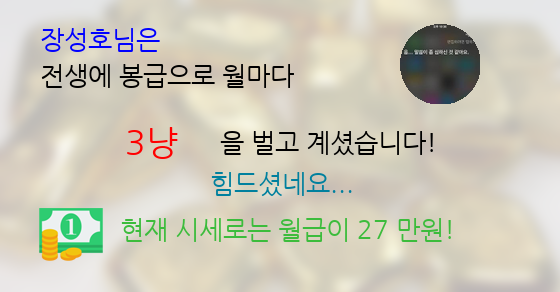 장성호님은
전생에 봉급으로 월마다
3냥 을 벌고 계셨습니다!
힘드셨네요...
현재 시세로는 월급이 27 만원!
1